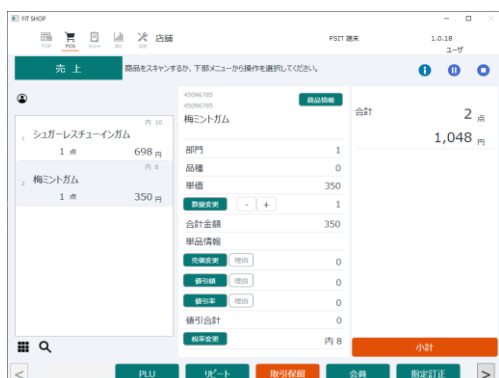 FIT SHOP
TOP POS
店舗
FSIT 端末
1.0.18
ユーザ
売上
商品をスキャンするか、下部メニューから操作を選択してください。
内 10
1 シュガーレスチューインガム
1 点 698 円
内 8
2 梅ミントガム
1 点 350 円
45096785
45096785
商品情報
梅ミントガム
部門 1
品種 0
単価 350
数量変更 - + 1
合計金額 350
単品情報
売価変更 理由 0
値引額 理由 0
値引率 理由 0
値引合計 0
税率変更 内 8
合計 2 点
1,048 円
小計
< PLU リピート 取引保留 会員 指定訂正 >